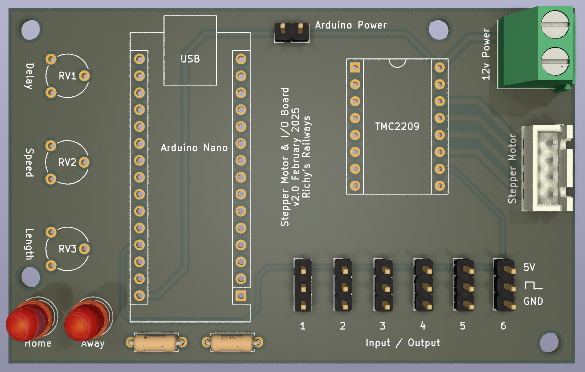 Arduino Power
12v Power
USB
Delay
RV1
Arduino Nano
Stepper Motor & I/O Board
v2.0 February 2025
Richy's Railways
TMC2209
Speed
RV2
Stepper Motor
Length
RV3
5V
GND
1 2 3 4 5 6
Home
Away
Input / Output